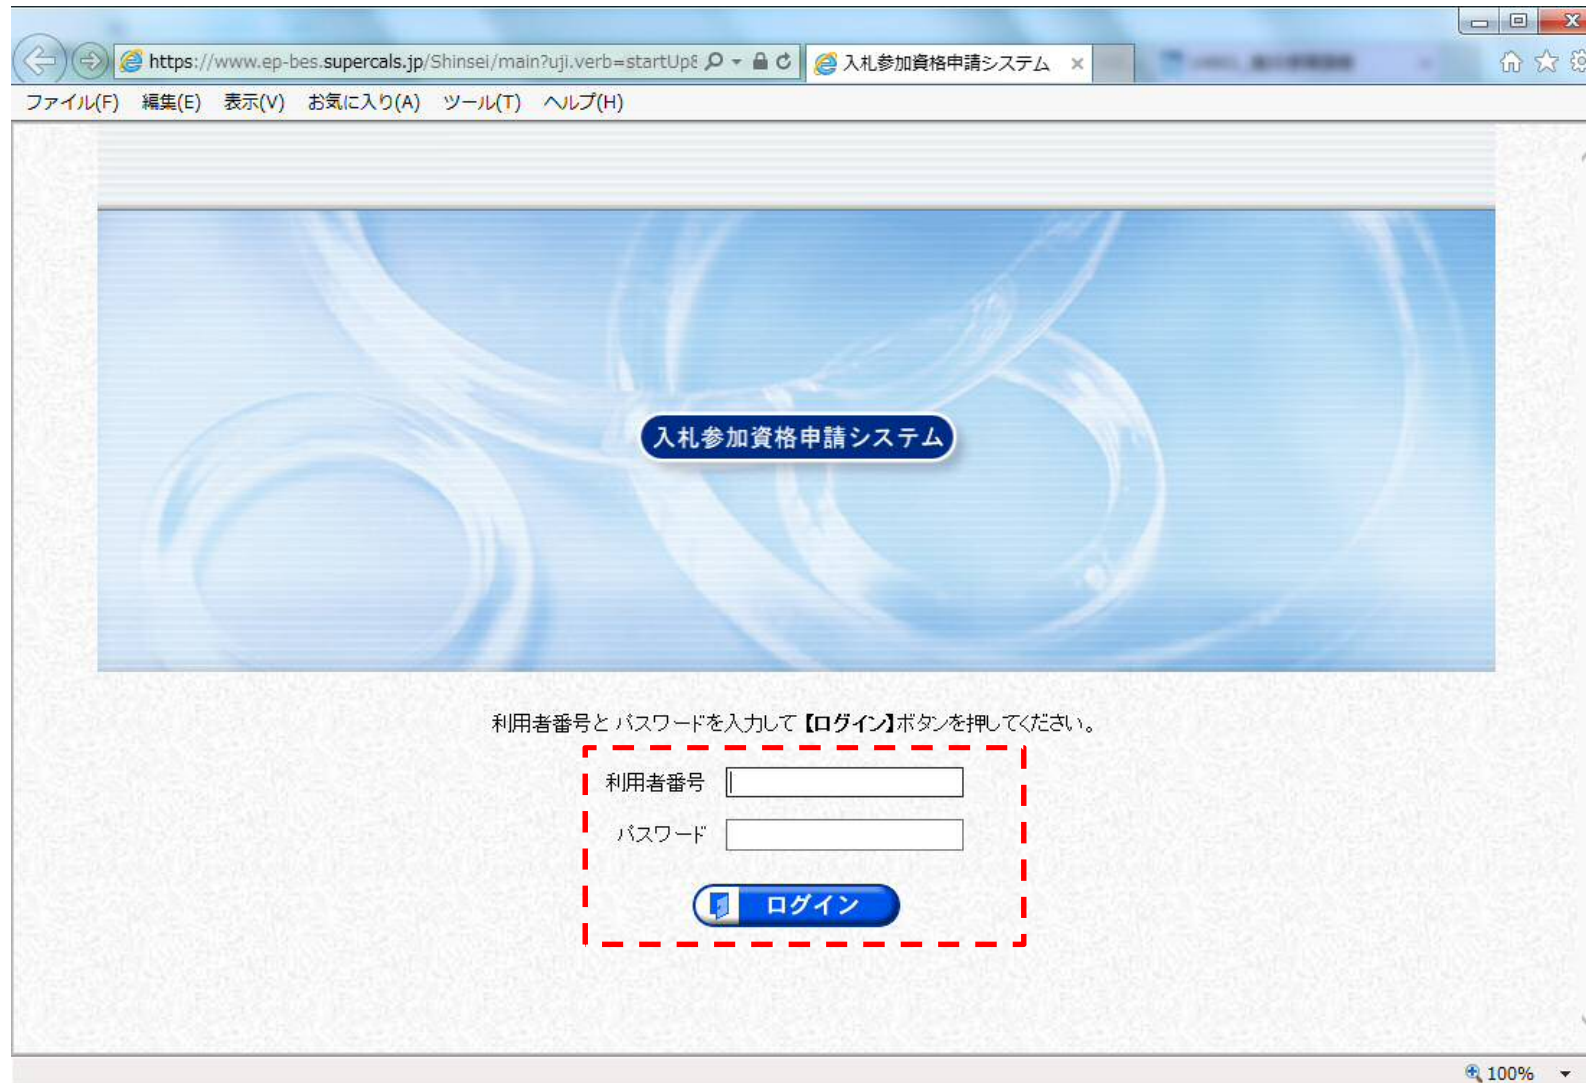 https://www.ep-bes.supercals.jp/Shinsei/main?uji.verb=startUp&
入札参加資格申請システム
ファイル(F) 編集(E) 表示(V) お気に入り(A) ツール(T) ヘルプ(H)
入札参加資格申請システム
利用者番号とパスワードを入力して【ログイン】ボタンを押してください。
利用者番号
パスワード
ログイン
100%